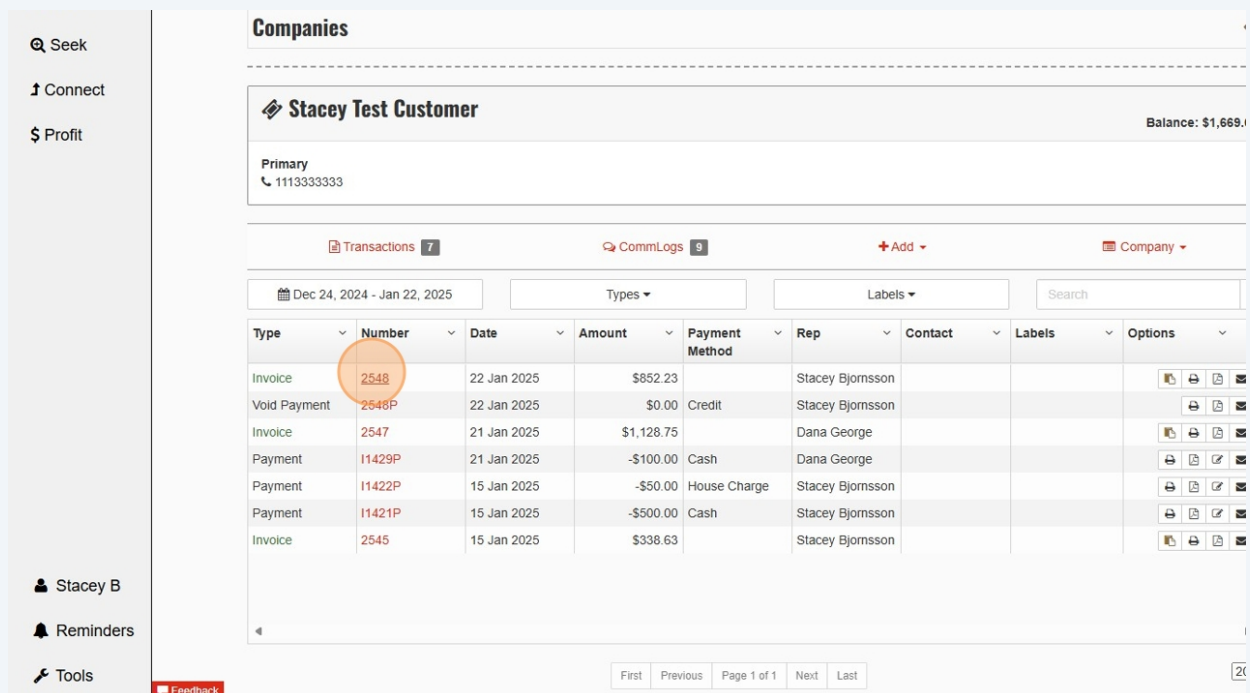 Companies
Seek
Connect
Profit
Stacey Test Customer
Balance: $1,669.
Primary
1113333333
Transactions 7 CommLogs 9 Add Company
Dec 24, 2024 - Jan 22, 2025 Types Labels Search
Type Number Date Amount Payment Method Rep Contact Labels Options
Invoice 2548 22 Jan 2025 $852.23 Stacey Bjornsson
Void Payment 2548P 22 Jan 2025 $0.00 Credit Stacey Bjornsson
Invoice 2547 21 Jan 2025 $1,128.75 Dana George
Payment I1429P 21 Jan 2025 -$100.00 Cash Dana George
Payment I1422P 15 Jan 2025 -$50.00 House Charge Stacey Bjornsson
Payment I1421P 15 Jan 2025 -$500.00 Cash Stacey Bjornsson
Invoice 2545 15 Jan 2025 $338.63 Stacey Bjornsson
Stacey B
Reminders
Tools
First Previous Page 1 of 1 Next Last
Feedback